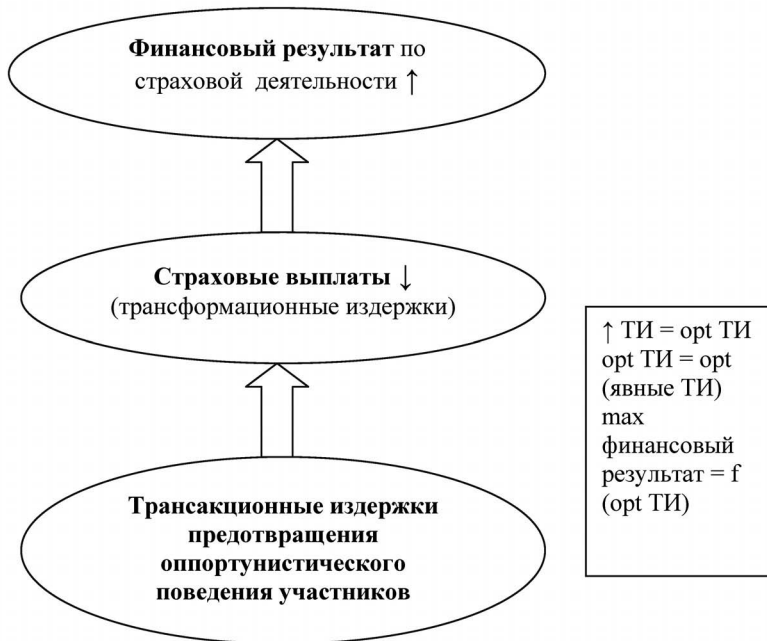 Финансовый результат по
страховой деятельности ↑
Страховые выплаты ↓
(трансформационные издержки)
Трансакционные издержки
предотвращения
оппортунистического
поведения участников
↑ ТИ = opt ТИ
opt ТИ = opt
(явные ТИ)
max
финансовый
результат = f
(opt ТИ)